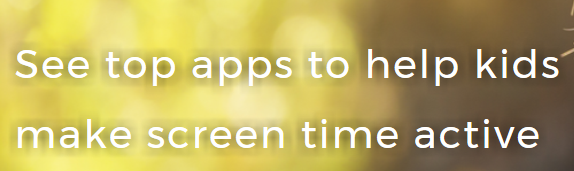 See top apps to help kids
make screen time active